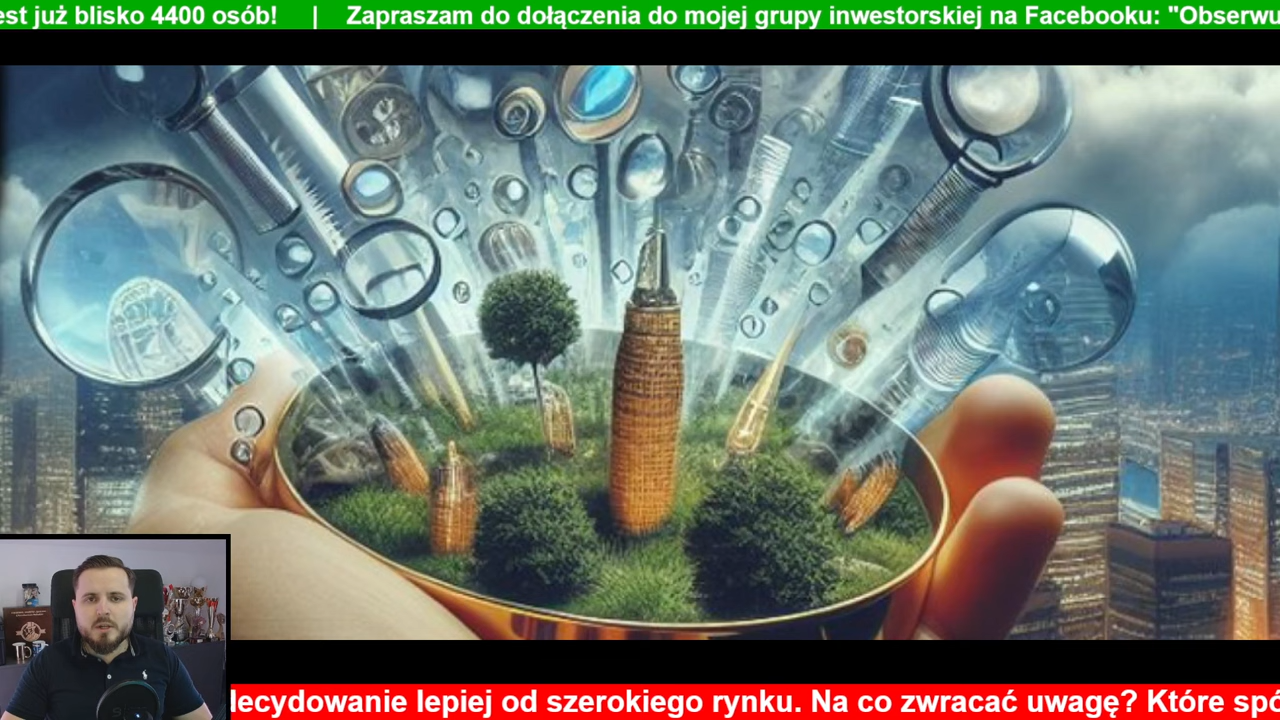 est już blisko 4400 osób! | Zapraszam do dołączenia do mojej grupy inwestorskiej na Facebooku: "Obserwu
decydowanie lepiej od szerokiego rynku. Na co zwracać uwagę? Które spó